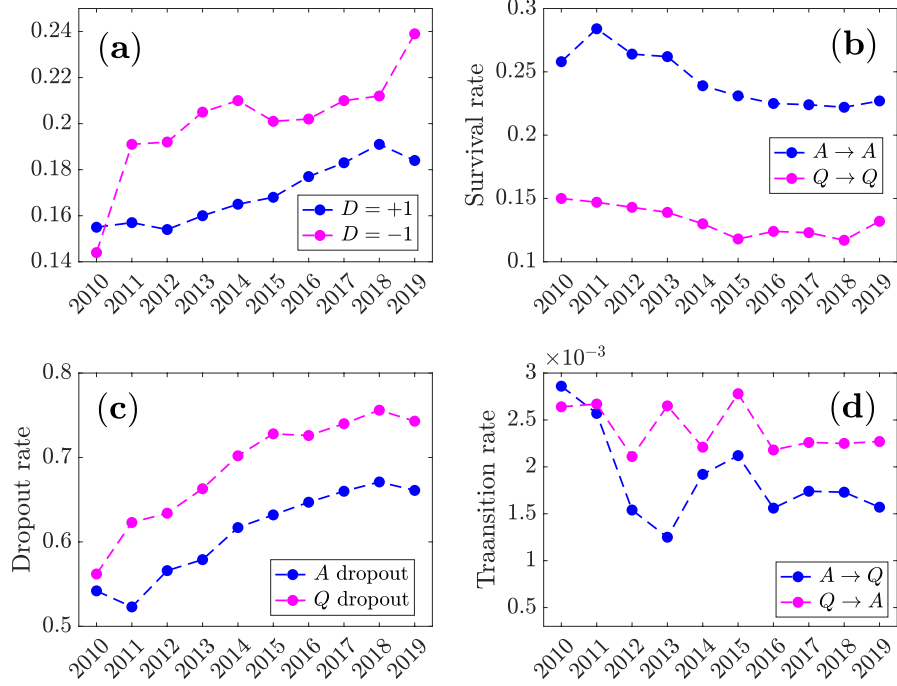 (a)
0.24
0.22
0.2
0.18
0.16
0.14
D = +1
D = −1
2010 2011 2012 2013 2014 2015 2016 2017 2018 2019
(b)
Survival rate
0.3
0.25
0.2
0.15
0.1
A → A
Q → Q
2010 2011 2012 2013 2014 2015 2016 2017 2018 2019
(c)
Dropout rate
0.8
0.7
0.6
0.5
A dropout
Q dropout
2010 2011 2012 2013 2014 2015 2016 2017 2018 2019
×10⁻³
(d)
Traansition rate
3
2.5
2
1.5
1
0.5
A → Q
Q → A
2010 2011 2012 2013 2014 2015 2016 2017 2018 2019